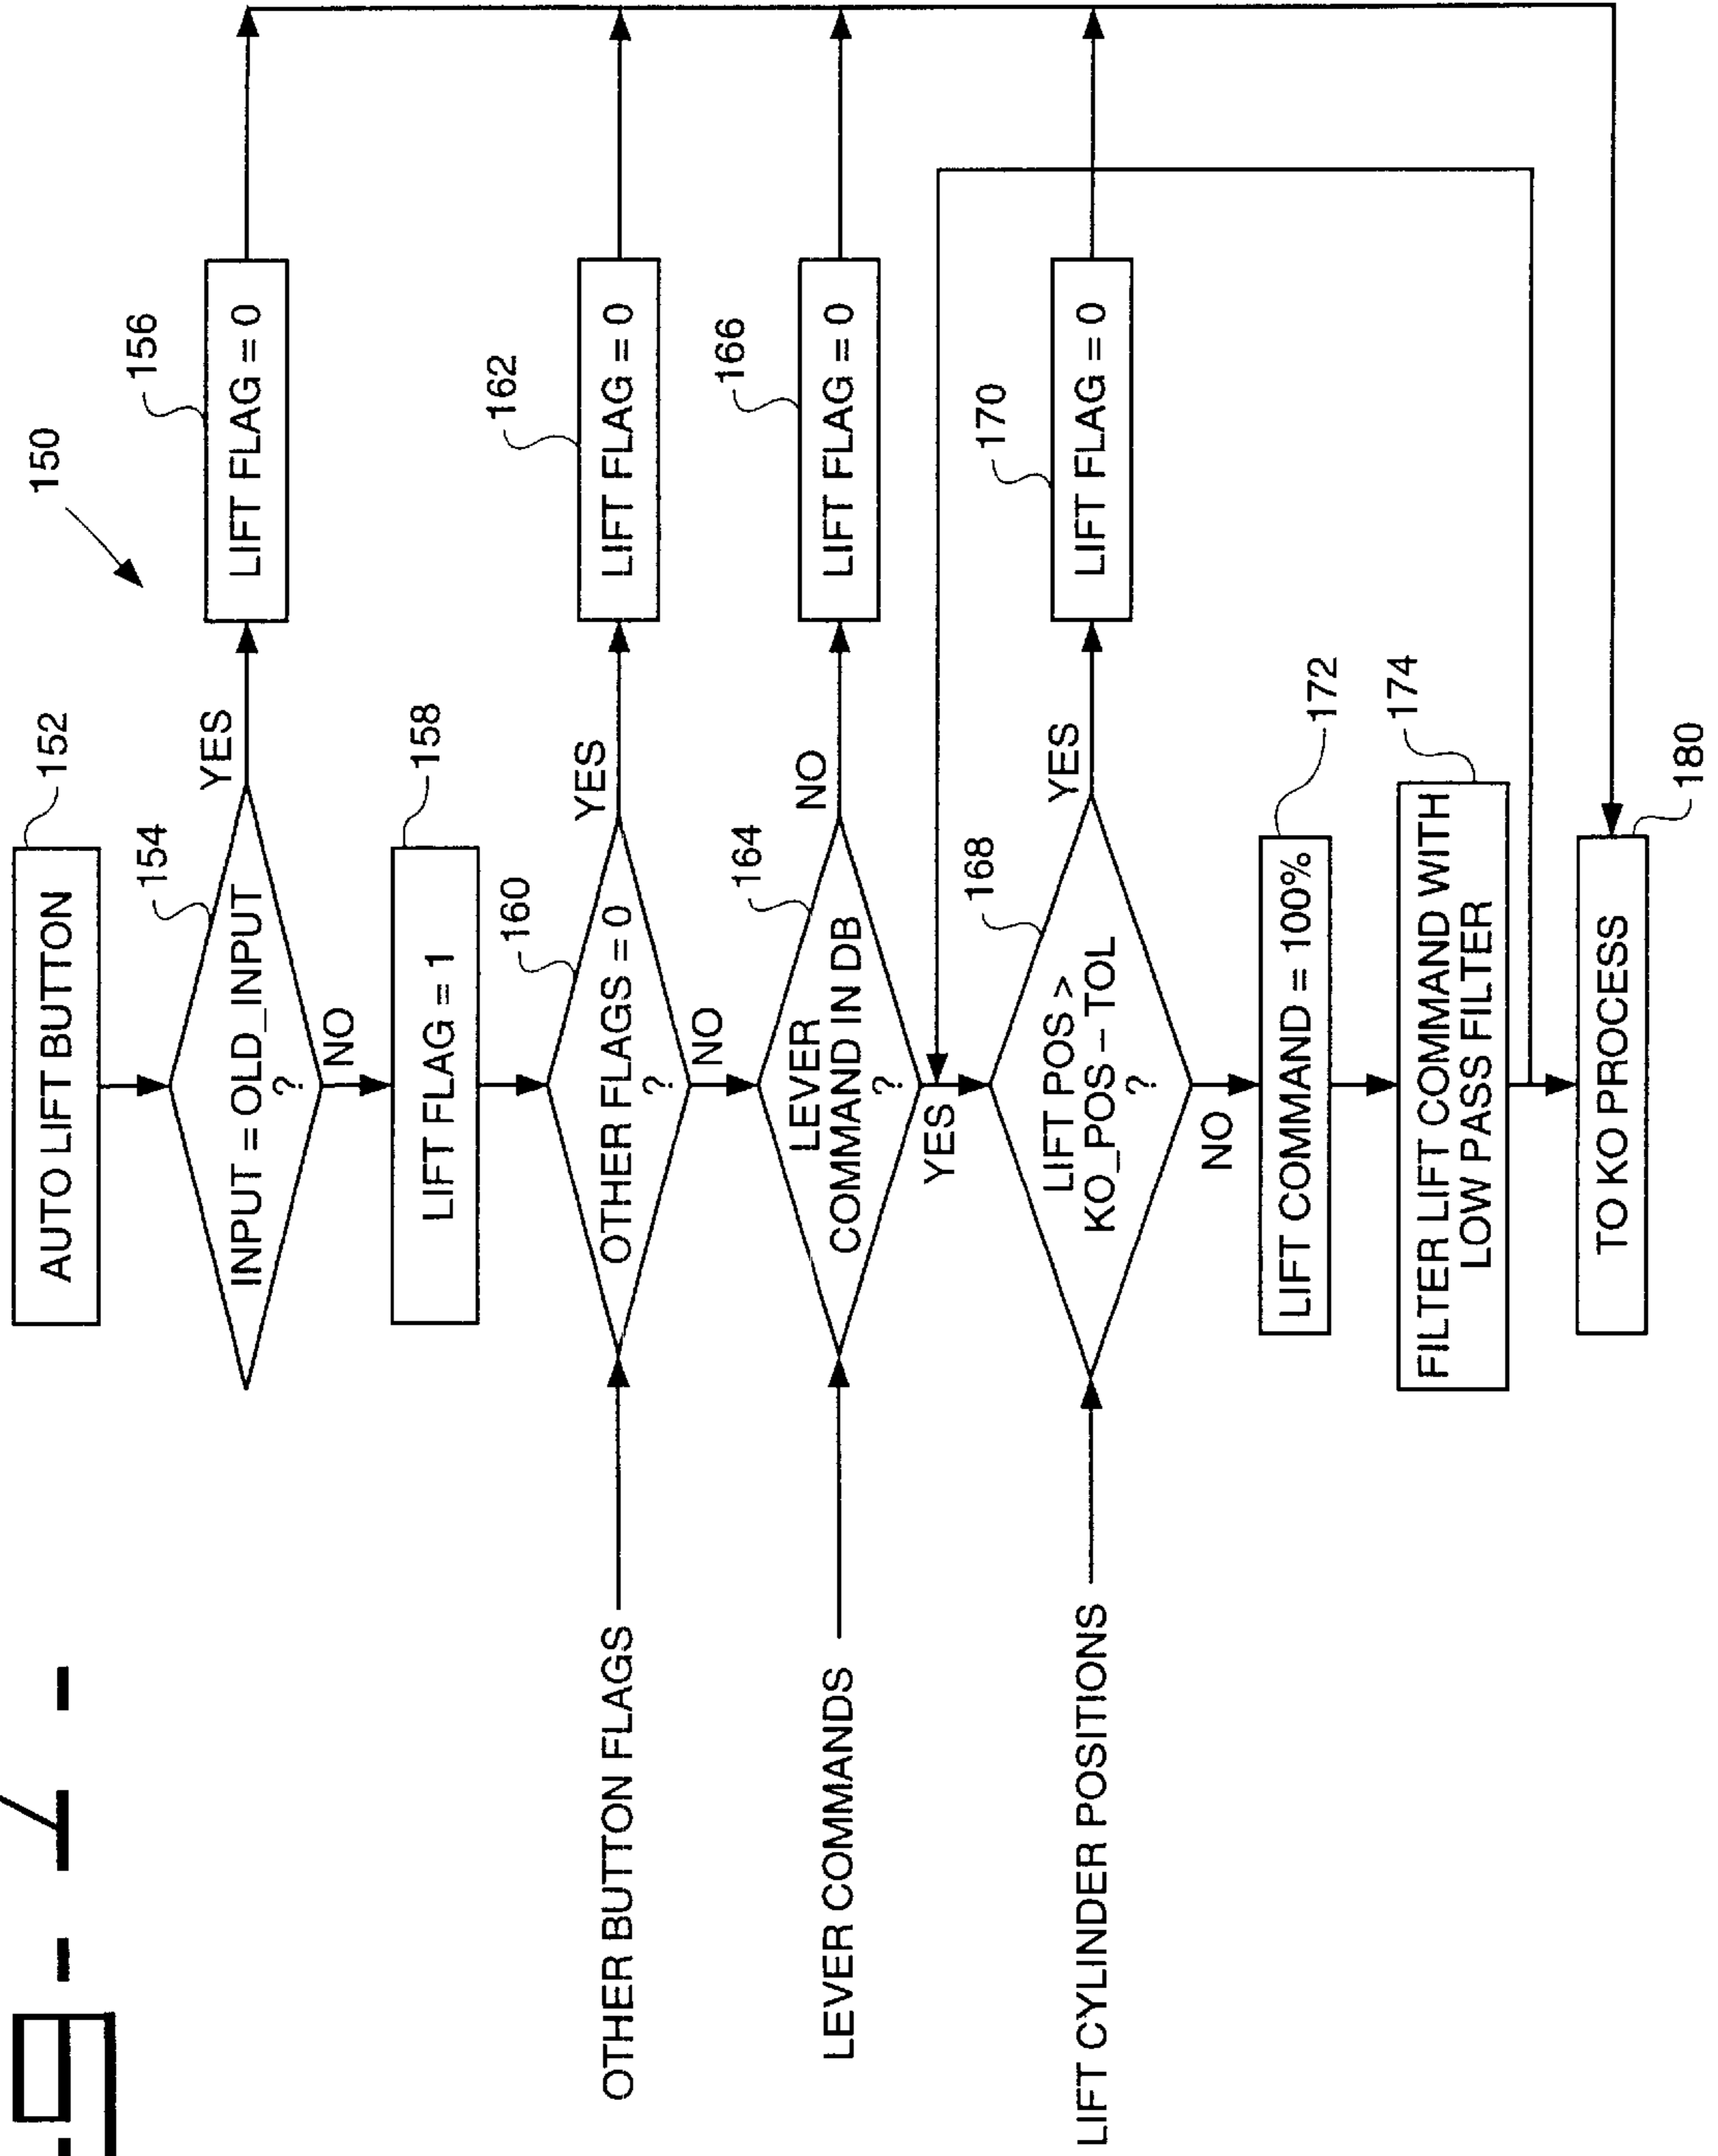 150
AUTO LIFT BUTTON
152
INPUT = OLD_INPUT
?
154
YES
LIFT FLAG = 0
156
NO
LIFT FLAG = 1
158
OTHER BUTTON FLAGS
OTHER FLAGS = 0
?
160
YES
LIFT FLAG = 0
162
NO
LEVER COMMANDS
LEVER
COMMAND IN DB
?
164
NO
LIFT FLAG = 0
166
YES
LIFT CYLINDER POSITIONS
LIFT POS >
KO_POS – TOL
?
168
YES
LIFT FLAG = 0
170
NO
LIFT COMMAND = 100%
172
FILTER LIFT COMMAND WITH
LOW PASS FILTER
174
TO KO PROCESS
180